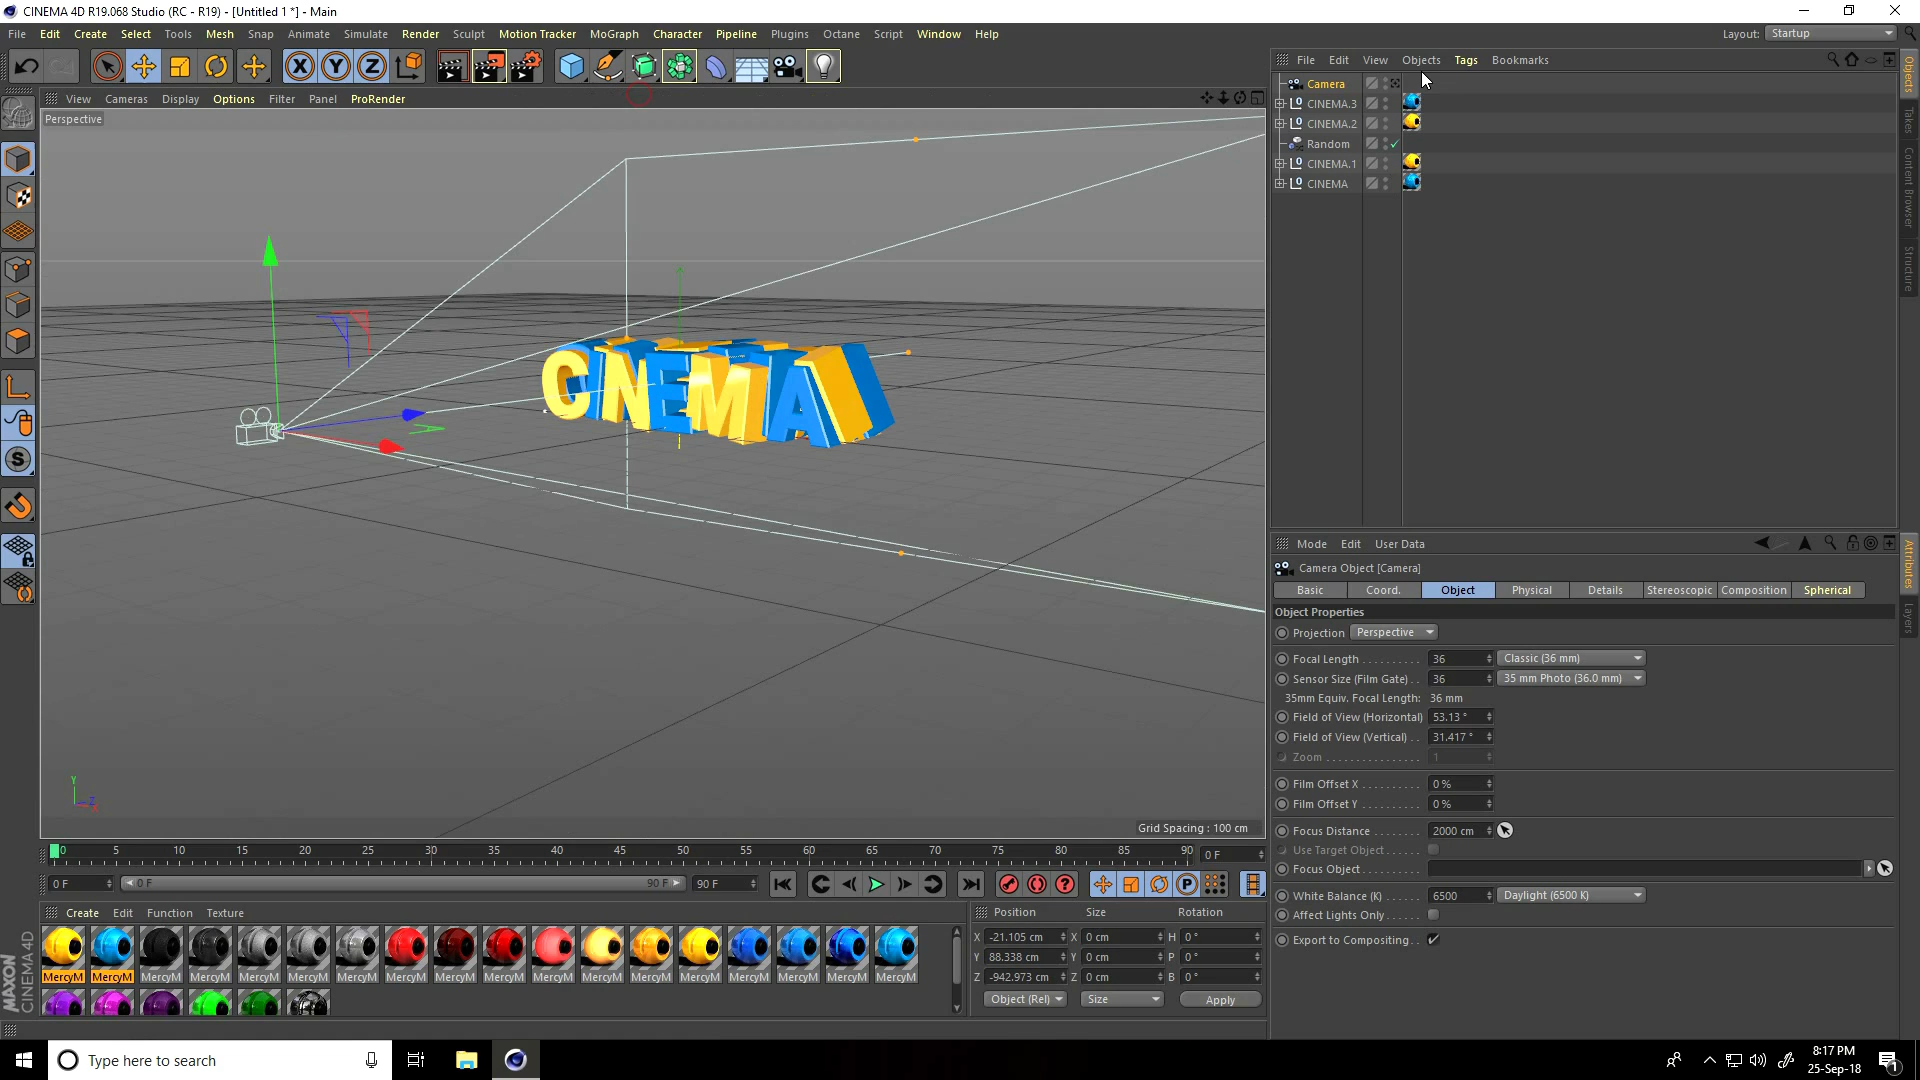 CINEMA 4D R19.068 Studio (RC - R19) - [Untitled 1 *] - Main
File Edit Create Select Tools Mesh Snap Animate Simulate Render Sculpt Motion Tracker MoGraph Character Pipeline Plugins Octane Script Window Help
Layout: Startup
X Y Z
File Edit View Objects Tags Bookmarks
View Cameras Display Options Filter Panel ProRender
Perspective
Camera
CINEMA.3
CINEMA.2
Random
CINEMA.1
CINEMA
Objects
Takes
Content Browser
Structure
CINEMA
Y
Z
Grid Spacing : 100 cm
Mode Edit User Data
Camera Object [Camera]
Basic Coord. Object Physical Details Stereoscopic Composition Spherical
Object Properties
Projection Perspective
Focal Length 36 Classic (36 mm)
Sensor Size (Film Gate) 36 35 mm Photo (36.0 mm)
35mm Equiv. Focal Length: 36 mm
Field of View (Horizontal) 53.13 °
Field of View (Vertical) 31.417 °
Zoom 1
Film Offset X 0 %
Film Offset Y 0 %
Focus Distance 2000 cm
Use Target Object
Focus Object
White Balance (K) 6500 Daylight (6500 K)
Affect Lights Only
Export to Compositing
Attributes
Layers
0 5 10 15 20 25 30 35 40 45 50 55 60 65 70 75 80 85 90 0 F
0 F 0 F 90 F 90 F
Create Edit Function Texture
MercyM MercyM MercyM MercyM MercyM MercyM MercyM MercyM MercyM MercyM MercyM MercyM MercyM MercyM MercyM MercyM MercyM MercyM
Position Size Rotation
X -21.105 cm X 0 cm H 0 °
Y 88.338 cm Y 0 cm P 0 °
Z -942.973 cm Z 0 cm B 0 °
Object (Rel) Size Apply
MAXON
CINEMA 4D
Type here to search
8:17 PM
25-Sep-18
1